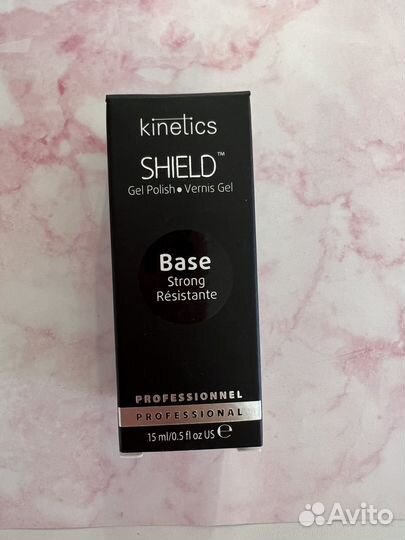 kinetics
SHIELD™
Gel Polish • Vernis Gel
Base
Strong
Résistante
PROFESSIONNEL
PROFESSIONAL
15 ml/0.5 fl oz US ℮
Avito